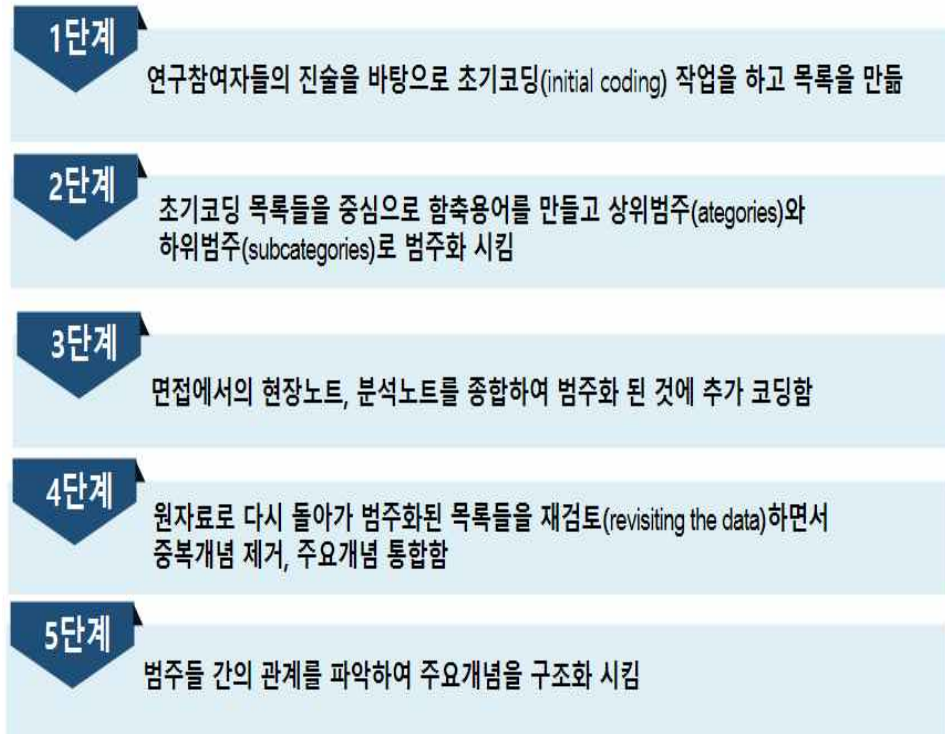 1단계
연구참여자들의 진술을 바탕으로 초기코딩(initial coding) 작업을 하고 목록을 만듦
2단계
초기코딩 목록들을 중심으로 함축용어를 만들고 상위범주(ategories)와
하위범주(subcategories)로 범주화 시킴
3단계
면접에서의 현장노트, 분석노트를 종합하여 범주화 된 것에 추가 코딩함
4단계
원자료로 다시 돌아가 범주화된 목록들을 재검토(revisiting the data)하면서
중복개념 제거, 주요개념 통합함
5단계
범주들 간의 관계를 파악하여 주요개념을 구조화 시킴